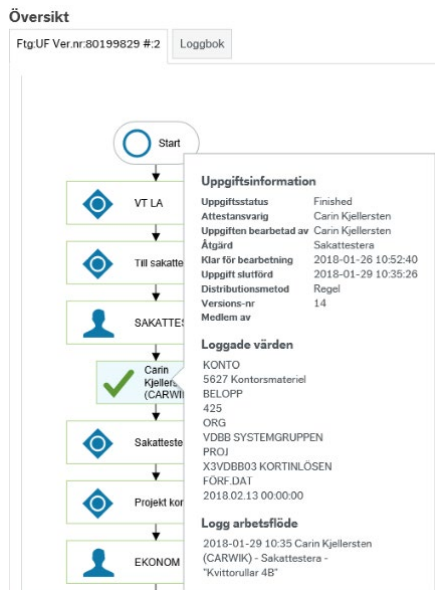 Översikt
Ftg:UF Ver.nr:80199829 #:2
Loggbok
Start
VT LA
Till sakatte
SAKATTES
Carin
Kjellers
(CARWI
Sakatteste
Projekt kor
EKONOM
Uppgiftsinformation
Uppgiftsstatus Finished
Attestansvarig Carin Kjellersten
Uppgiften bearbetad av Carin Kjellersten
Åtgärd Sakattestera
Klar för bearbetning 2018-01-26 10:52:40
Uppgift slutförd 2018-01-29 10:35:26
Distributionsmetod Regel
Versions-nr 14
Medlem av
Loggade värden
KONTO
5627 Kontorsmateriel
BELOPP
425
ORG
VDBB SYSTEMGRUPPEN
PROJ
X3VDBB03 KORTINLÖSEN
FÖRF.DAT
2018.02.13 00:00:00
Logg arbetsflöde
2018-01-29 10:35 Carin Kjellersten
(CARWIK) - Sakattestera -
"Kvittorullar 4B"